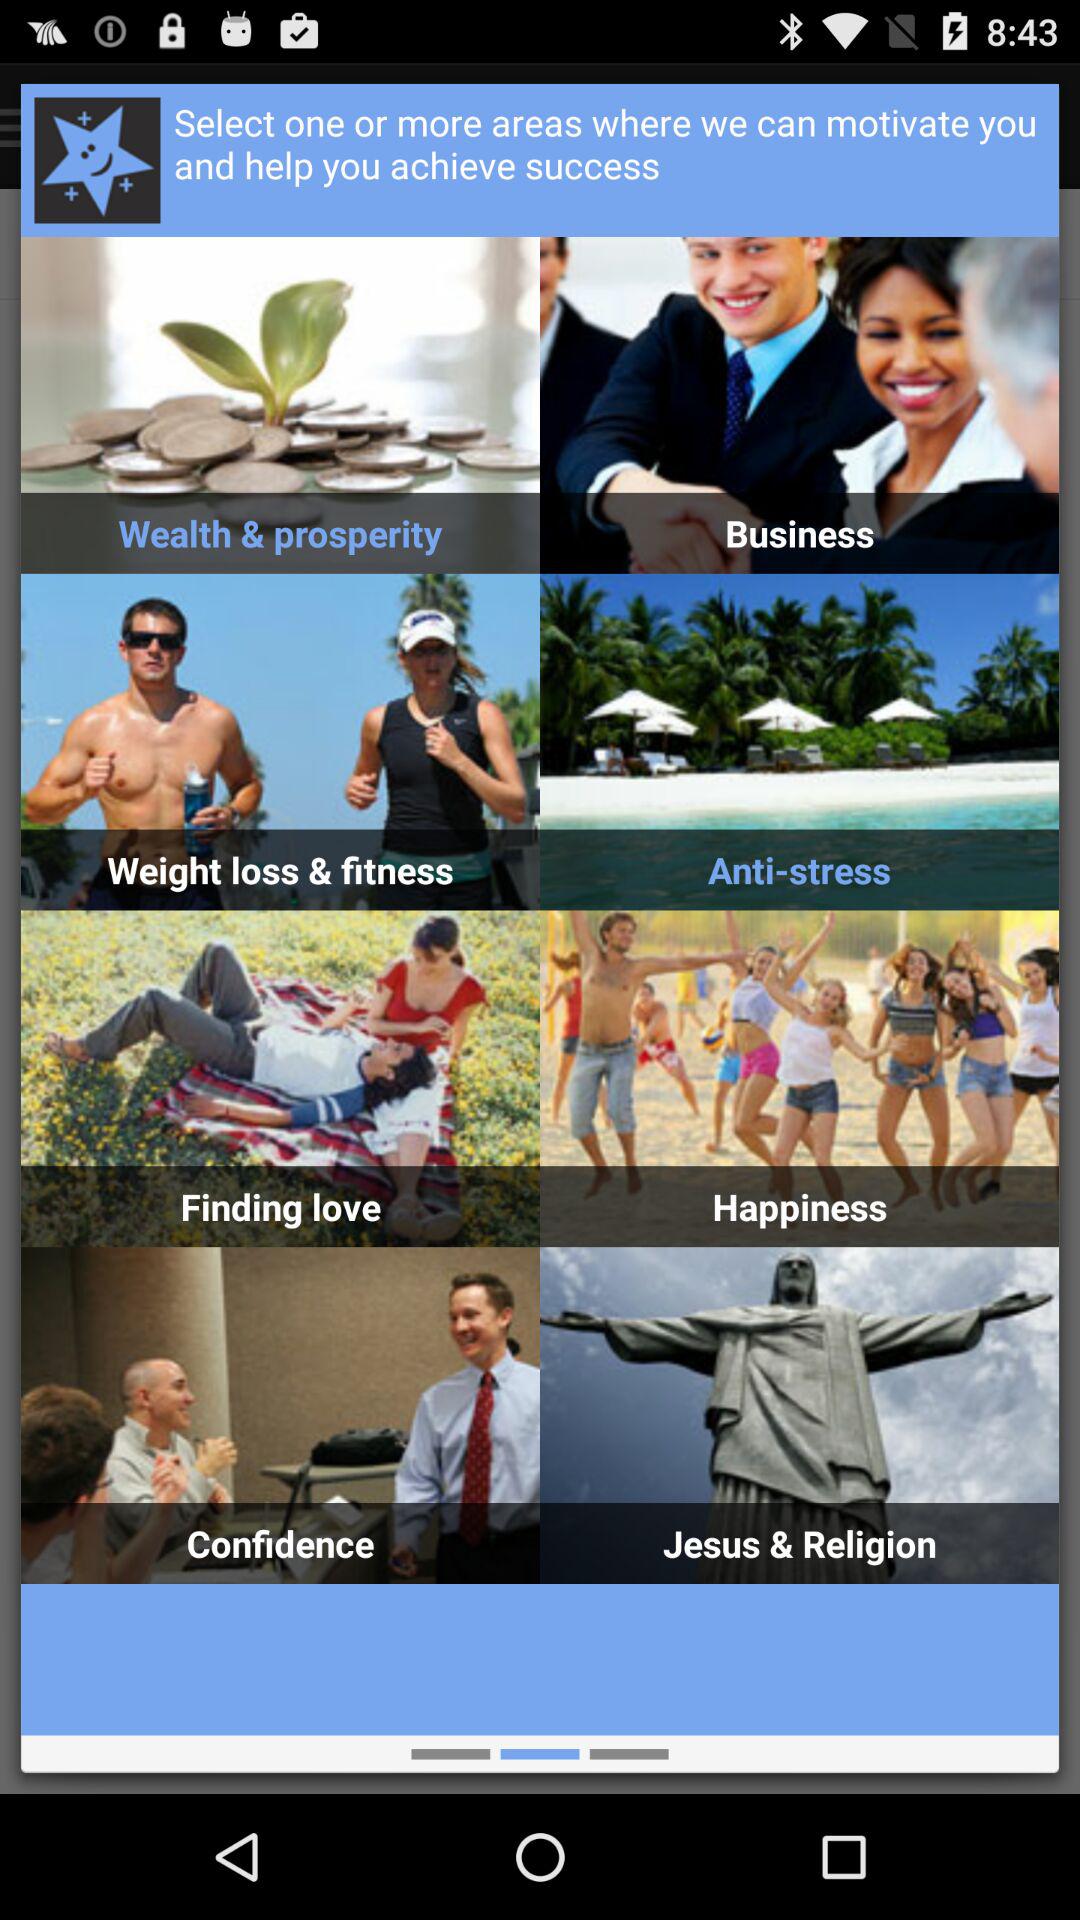 8:43
Select one or more areas where we can motivate you
and help you achieve success
Wealth & prosperity
Business
Weight loss & fitness
Anti-stress
Finding love
Happiness
Confidence
Jesus & Religion